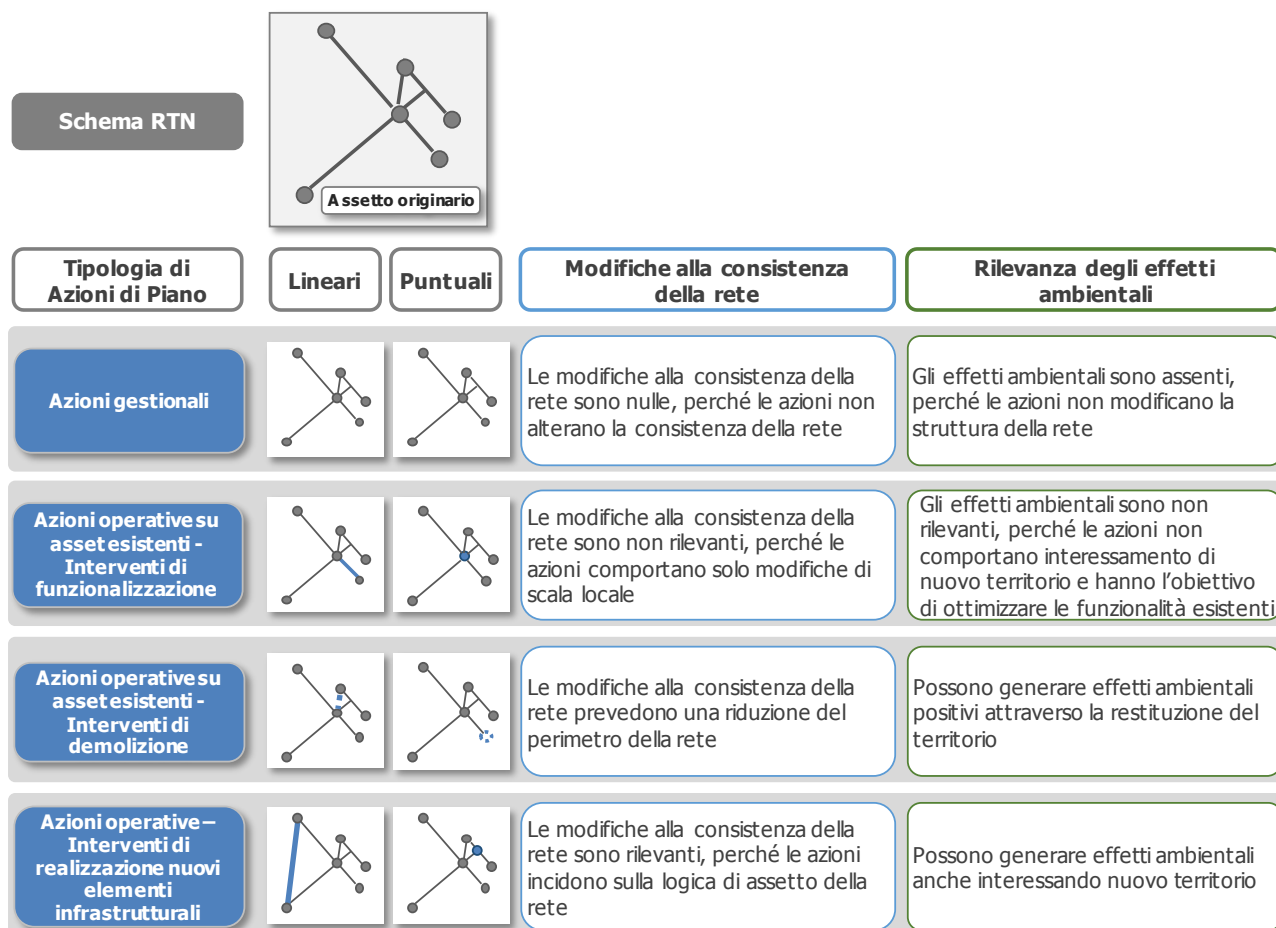 Schema RTN
Assetto originario
Tipologia di
Azioni di Piano
Lineari
Puntuali
Modifiche alla consistenza
della rete
Rilevanza degli effetti
ambientali
Azioni gestionali
Le modifiche alla consistenza della
rete sono nulle, perché le azioni non
alterano la consistenza della rete
Gli effetti ambientali sono assenti,
perché le azioni non modificano la
struttura della rete
Azioni operative su
asset esistenti -
Interventi di
funzionalizzazione
Le modifiche alla consistenza della
rete sono non rilevanti, perché le
azioni comportano solo modifiche di
scala locale
Gli effetti ambientali sono non
rilevanti, perché le azioni non
comportano interessamento di
nuovo territorio e hanno l'obiettivo
di ottimizzare le funzionalità esistenti
Azioni operative su
asset esistenti -
Interventi di
demolizione
Le modifiche alla consistenza della
rete prevedono una riduzione del
perimetro della rete
Possono generare effetti ambientali
positivi attraverso la restituzione del
territorio
Azioni operative –
Interventi di
realizzazione nuovi
elementi
infrastrutturali
Le modifiche alla consistenza della
rete sono rilevanti, perché le azioni
incidono sulla logica di assetto della
rete
Possono generare effetti ambientali
anche interessando nuovo territorio